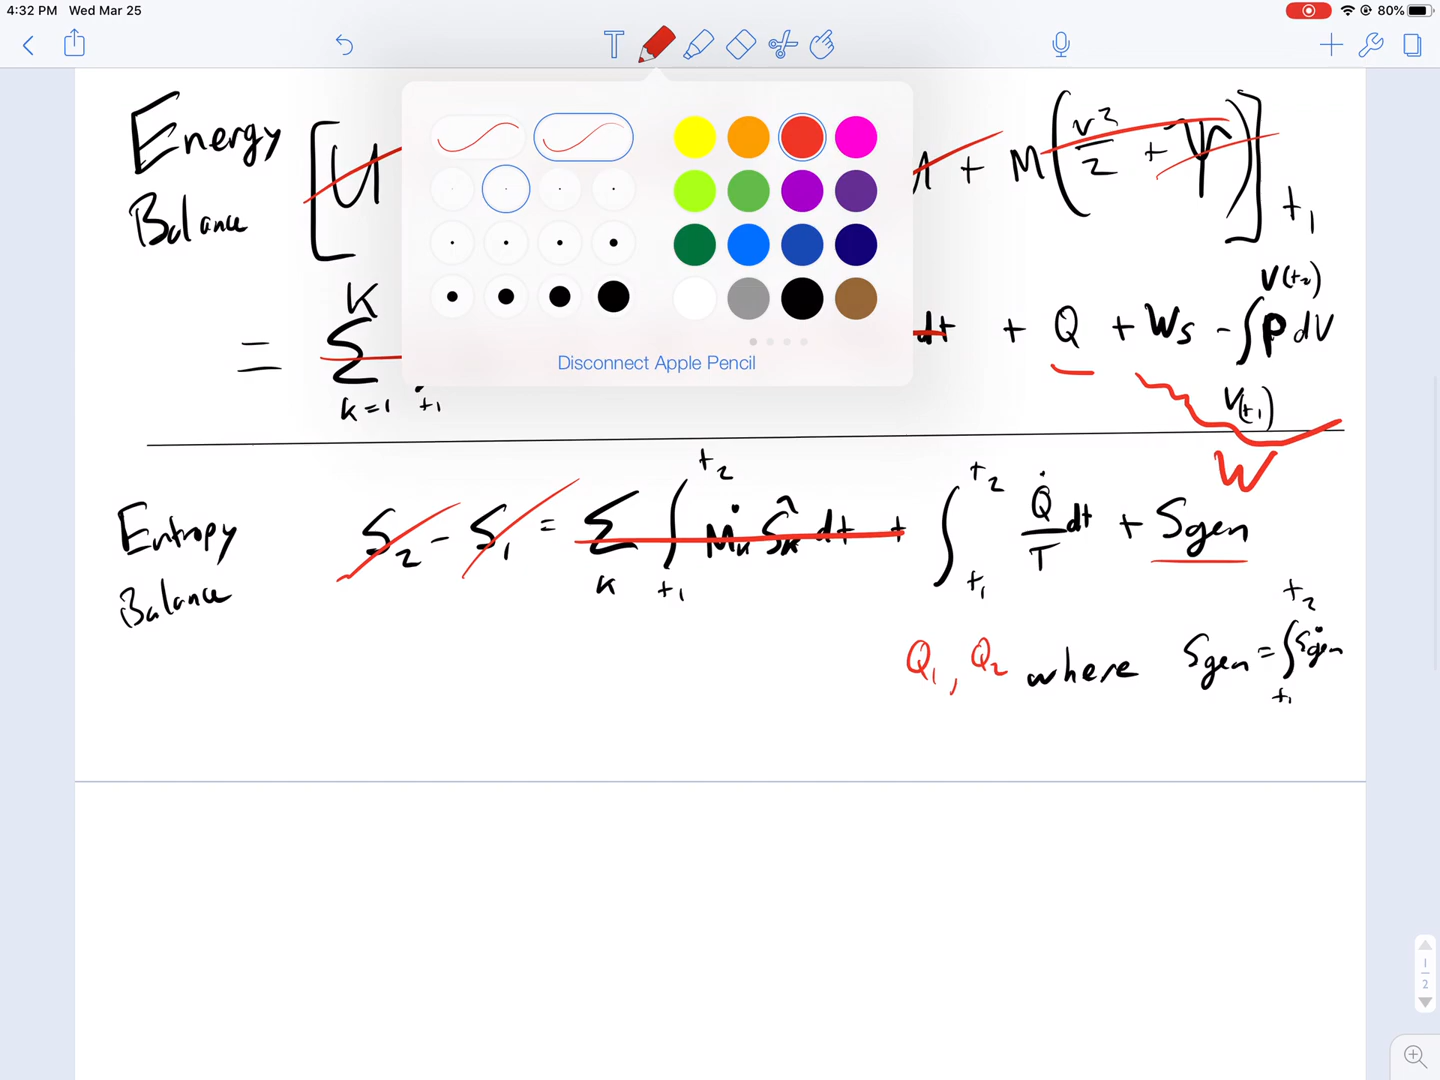 4:32 PM Wed Mar 25
80%
T
Disconnect Apple Pencil
Energy
Balance
[U
+ M(v²/2 + Ψ)]t₁
= K Σ k=1 t₁
dt + Q + Ws - ∫ P dV
V(t₂)
V(t₁)
W
Entropy
Balance
S₂ - S₁ = Σ K ∫ t₁ t₂ Ṁₖ Ŝₖ dt + ∫ t₁ t₂ Q̇/T dt + Sgen
Q₁, Q₂ where Sgen = ∫ t₁ t₂ Ṡgen
1
2